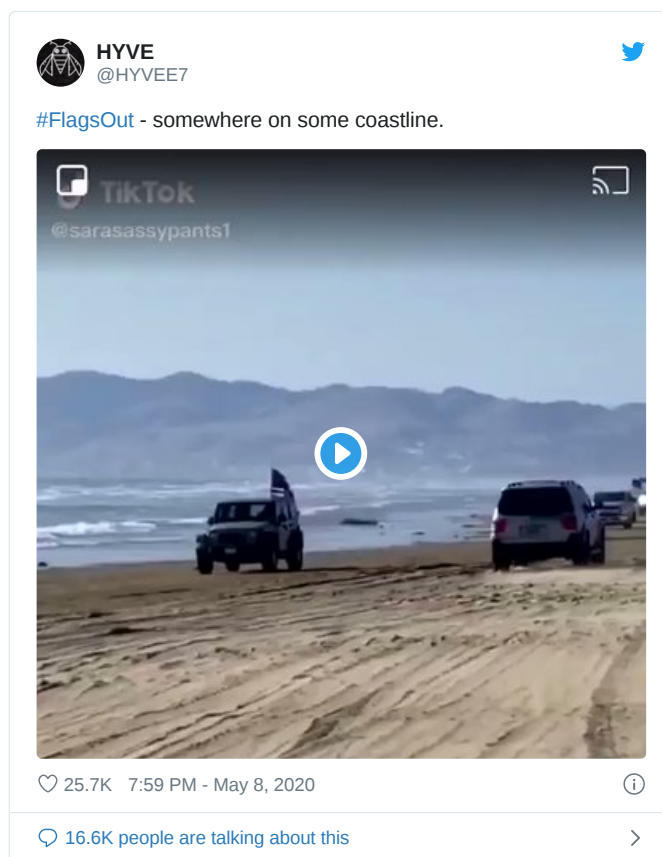 HYVE
@HYVEE7
#FlagsOut - somewhere on some coastline.
TikTok
@sarasassypants1
25.7K 7:59 PM - May 8, 2020
16.6K people are talking about this